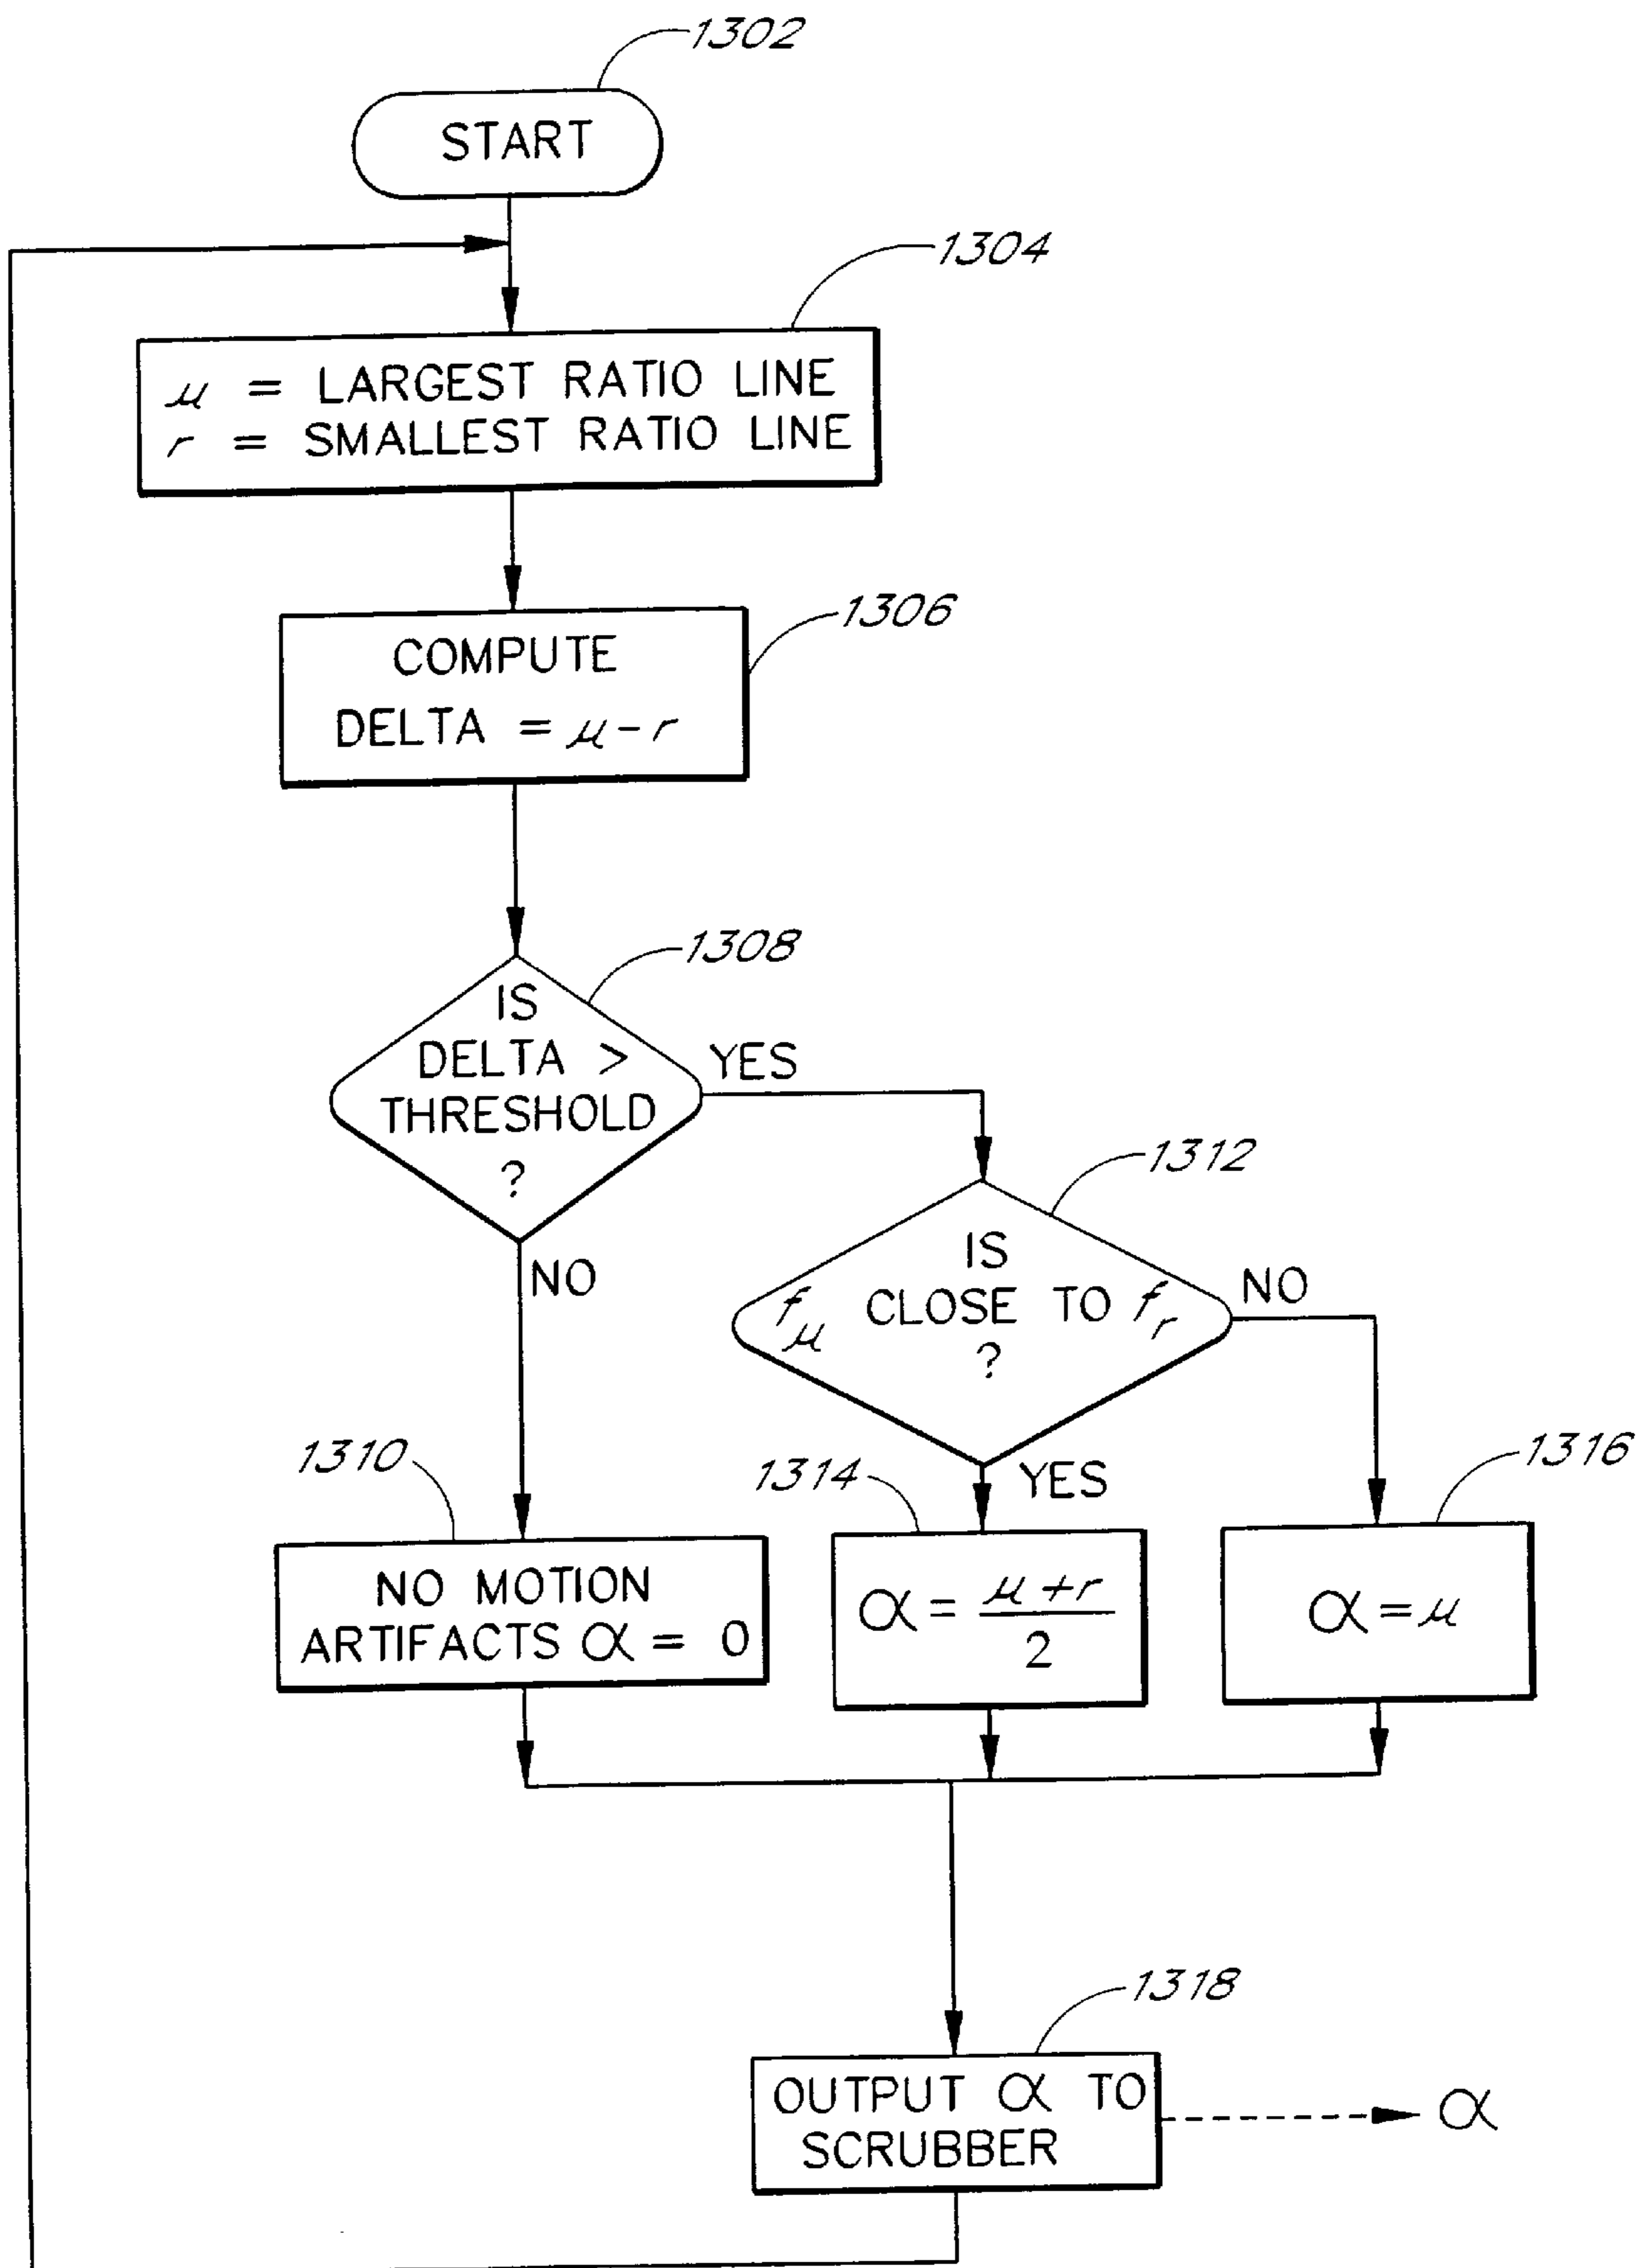 1302
START
1304
μ = LARGEST RATIO LINE
r = SMALLEST RATIO LINE
1306
COMPUTE
DELTA = μ - r
1308
IS
DELTA >
THRESHOLD
?
YES
NO
1312
IS
f_μ CLOSE TO f_r
?
NO
YES
1310
NO MOTION
ARTIFACTS α = 0
1314
α = μ + r
2
1316
α = μ
1318
OUTPUT α TO
SCRUBBER
α